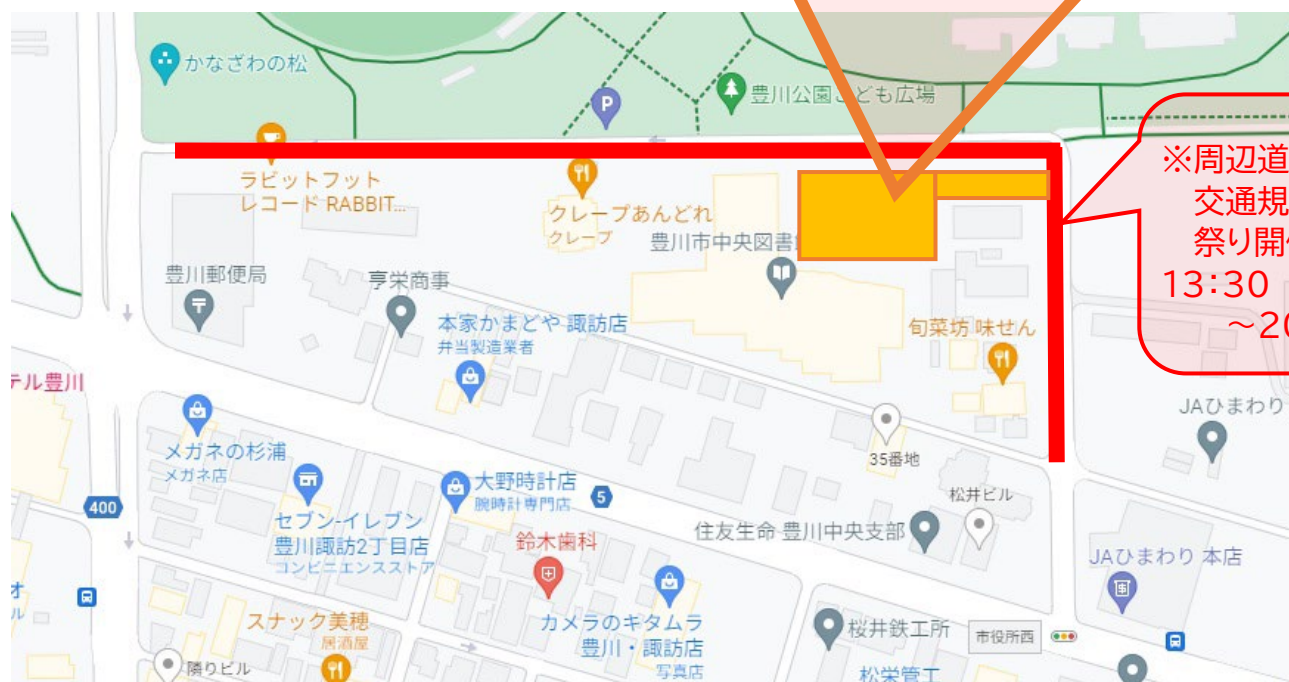 かなざわの松
P
豊川公園こども広場
※周辺道
交通規
祭り開
13:30
～20
ラビットフット
レコード RABBIT...
クレープあんどれ
クレープ
豊川市中央図書
豊川郵便局
亨栄商事
本家かまどや 諏訪店
弁当製造業者
旬菜坊 味せん
テル豊川
JAひまわり
メガネの杉浦
メガネ店
35番地
大野時計店
腕時計専門店
5
400
松井ビル
セブン-イレブン
豊川諏訪2丁目店
コンビニエンスストア
鈴木歯科
住友生命 豊川中央支部
JAひまわり 本店
オ
ル
スナック美穂
居酒屋
カメラのキタムラ
豊川・諏訪店
写真店
桜井鉄工所
市役所西
隣りビル
松栄管工